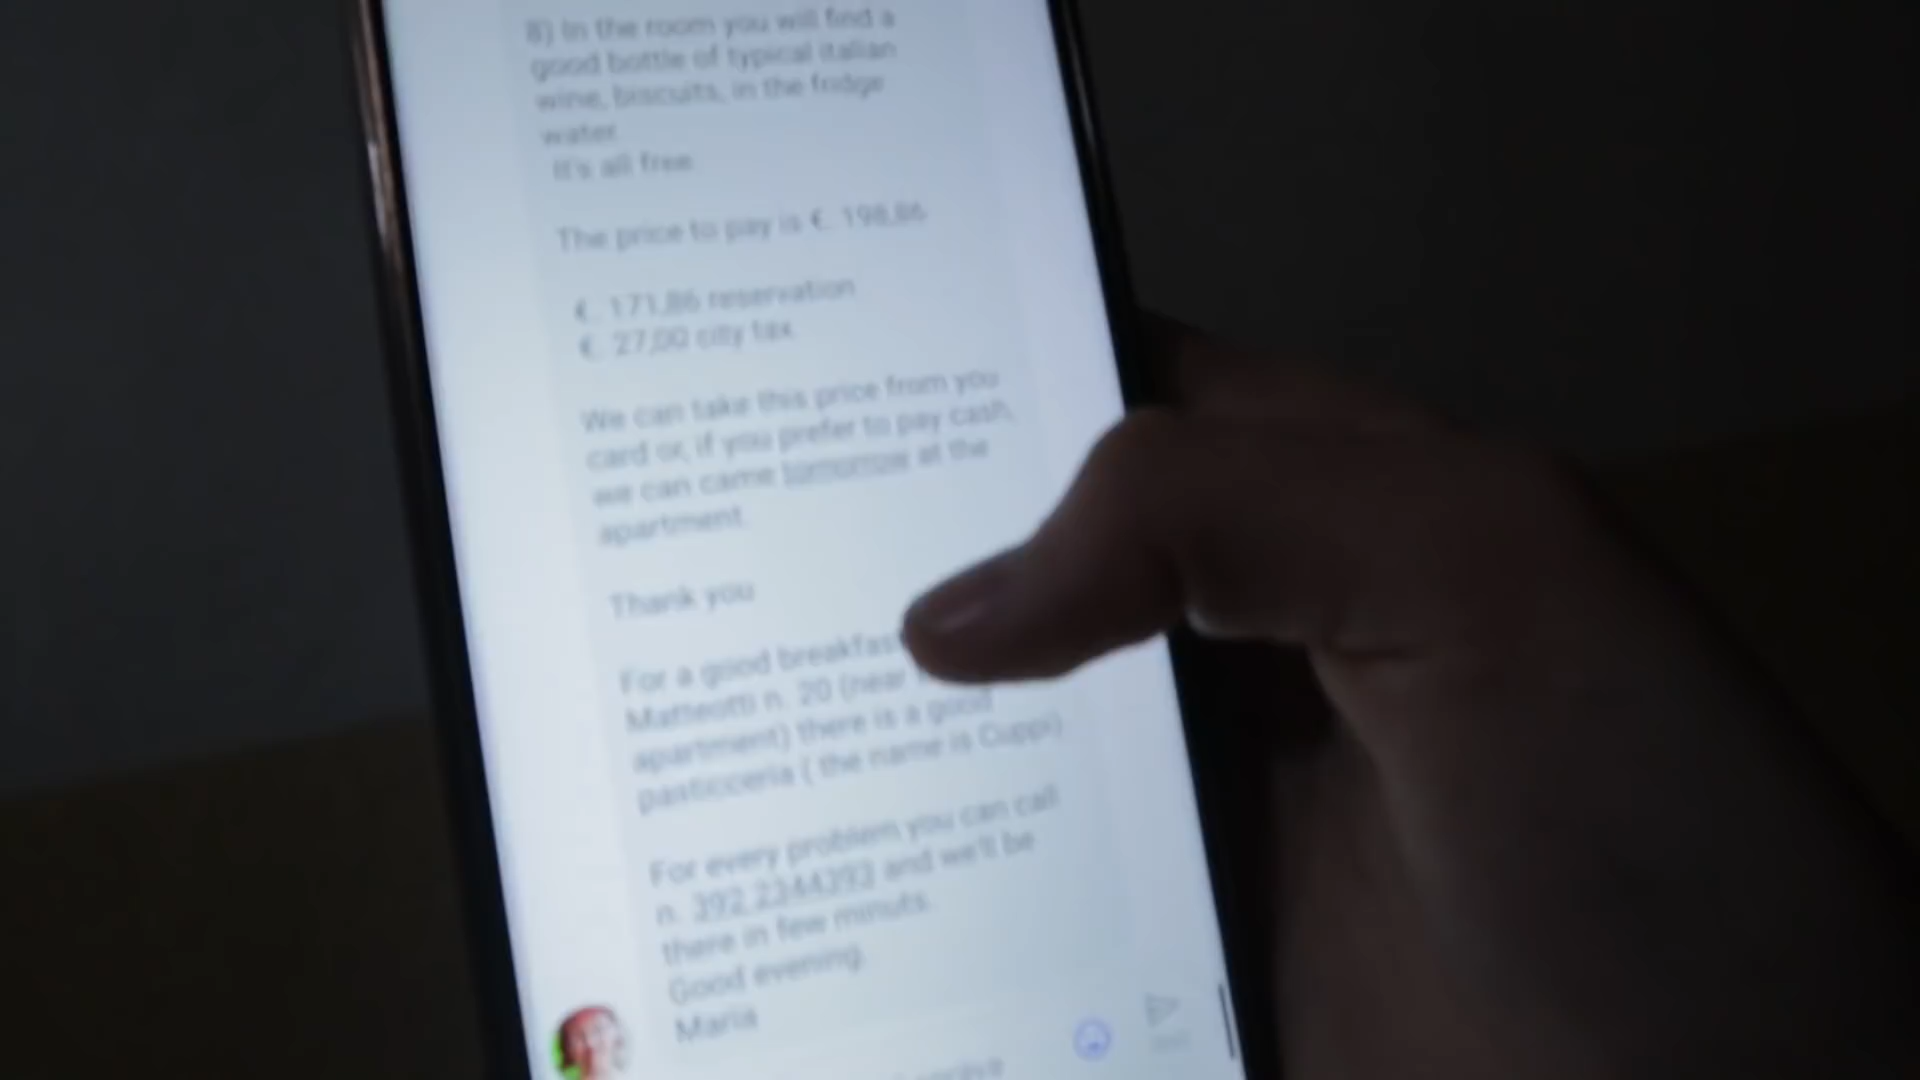 8) In the room you will find a
good bottle of typical italian
wine, biscuits, in the fridge
water.
It's all free.
The price to pay is €. 198,86
€. 171,86 reservation
€. 27,00 city tax.
We can take this price from you
card or, if you prefer to pay cash,
we can came tomorrow at the
apartment.
Thank you
For a good breakfast
Matteotti n. 20 (near
apartment) there is a good
pasticceria ( the name is Cuppi)
For every problem you can call
n. 392 2344393 and we'll be
there in few minuts.
Good evening.
Maria